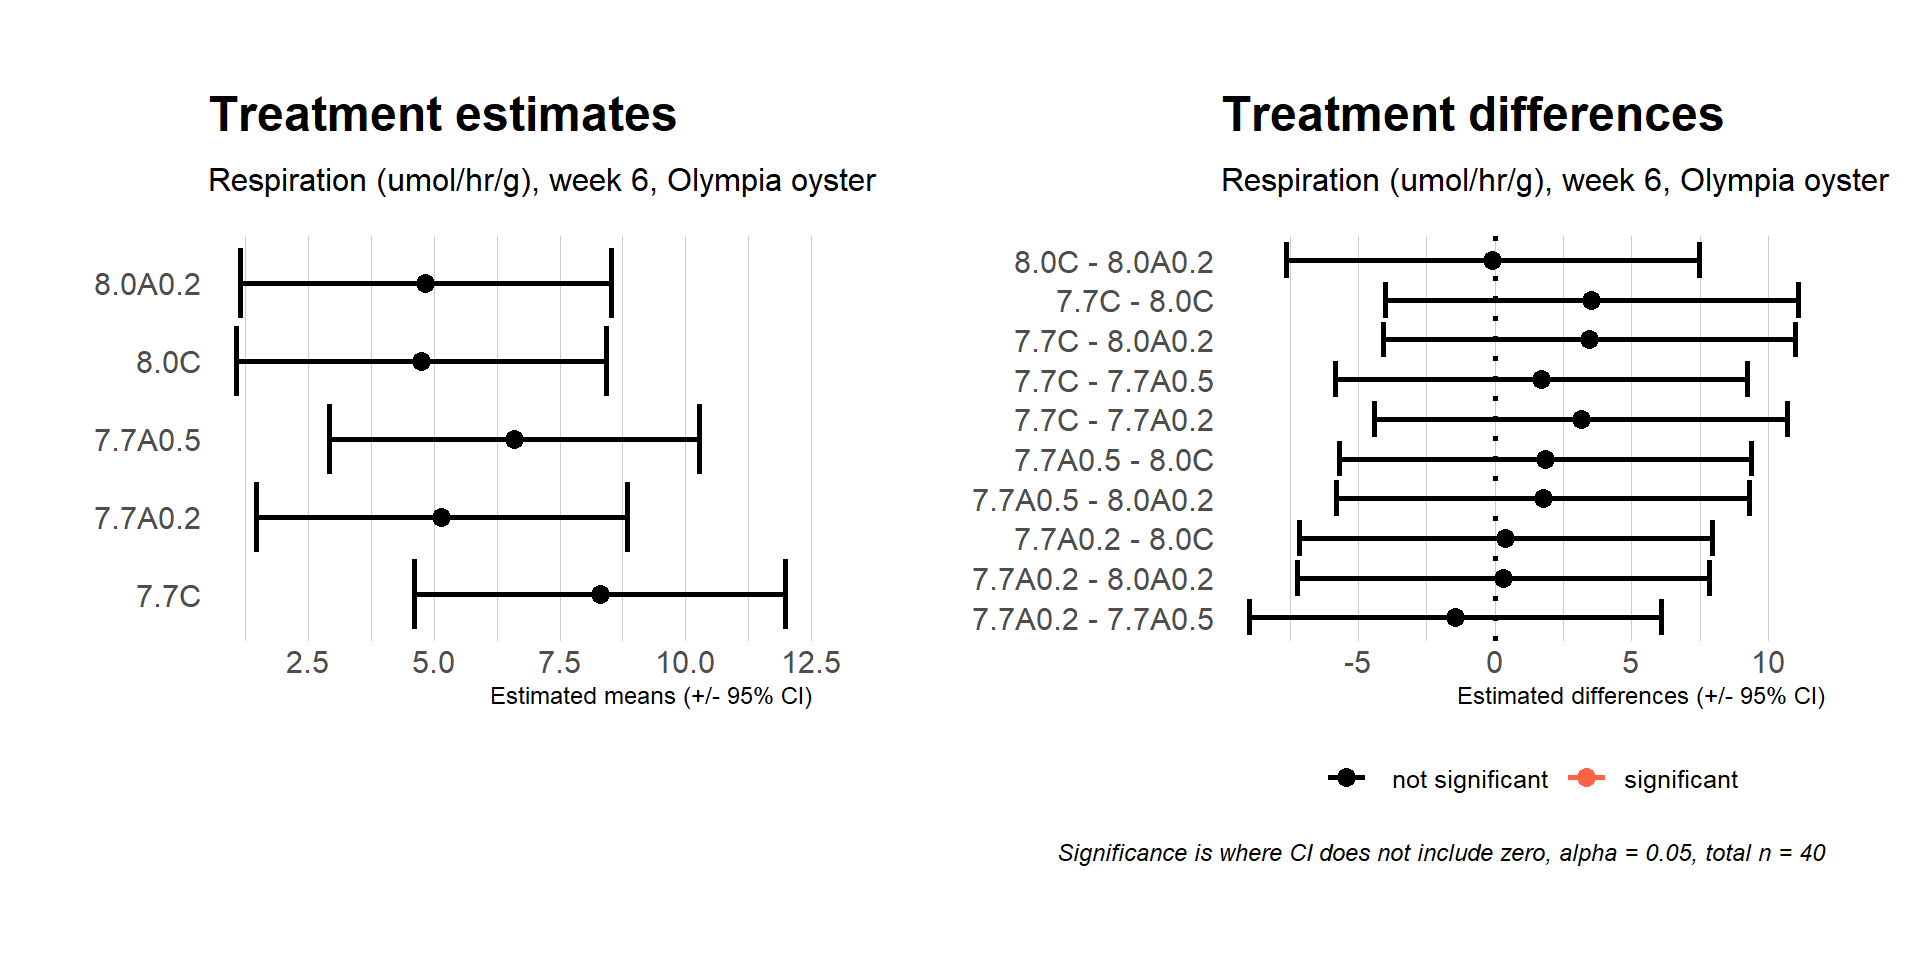 Treatment estimates
Respiration (umol/hr/g), week 6, Olympia oyster
8.0A0.2
8.0C
7.7A0.5
7.7A0.2
7.7C
2.5 5.0 7.5 10.0 12.5
Estimated means (+/- 95% CI)
Treatment differences
Respiration (umol/hr/g), week 6, Olympia oyster
8.0C - 8.0A0.2
7.7C - 8.0C
7.7C - 8.0A0.2
7.7C - 7.7A0.5
7.7C - 7.7A0.2
7.7A0.5 - 8.0C
7.7A0.5 - 8.0A0.2
7.7A0.2 - 8.0C
7.7A0.2 - 8.0A0.2
7.7A0.2 - 7.7A0.5
-5 0 5 10
Estimated differences (+/- 95% CI)
not significant significant
Significance is where CI does not include zero, alpha = 0.05, total n = 40